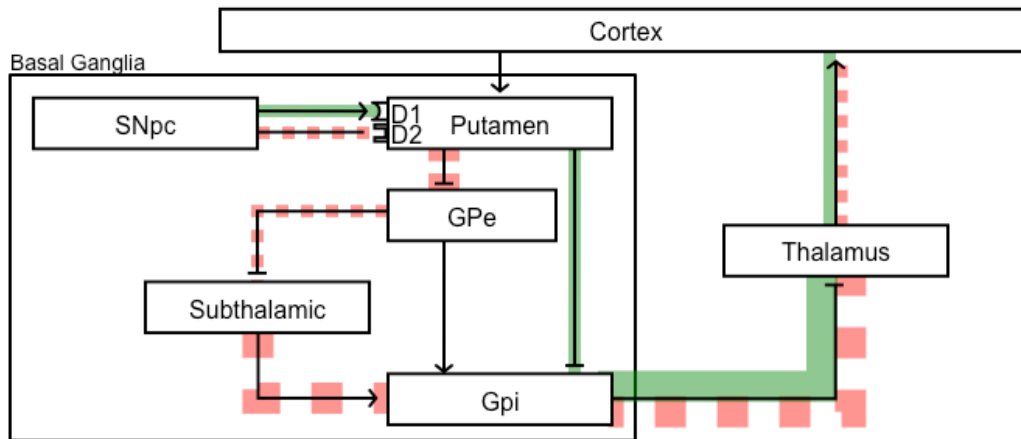 Cortex
Basal Ganglia
SNpc
D1
D2
Putamen
GPe
Thalamus
Subthalamic
Gpi